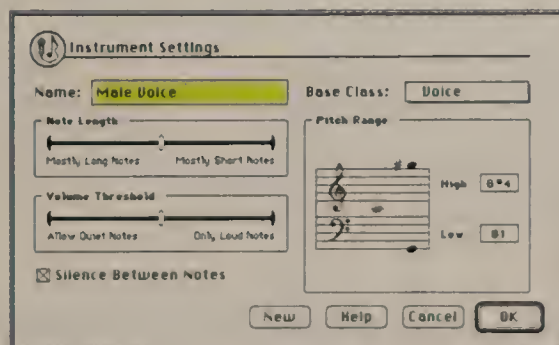 Instrument Settings
Name: Male Voice
Base Class: Voice
Note Length
Mostly Long Notes Mostly Short Notes
Volume Threshold
Allow Quiet Notes Only Loud Notes
Silence Between Notes
Pitch Range
High
Low B1
New Help Cancel OK